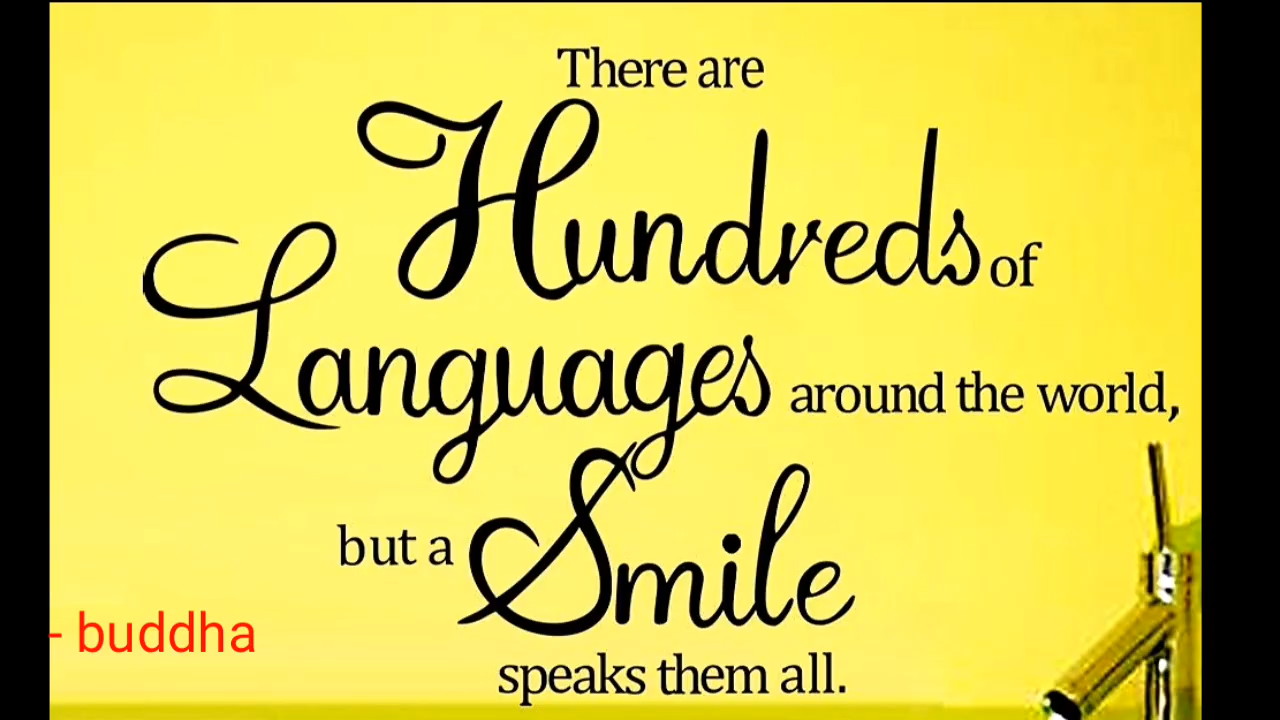 There are
Hundreds of
Languages around the world,
but a Smile
- buddha
speaks them all.